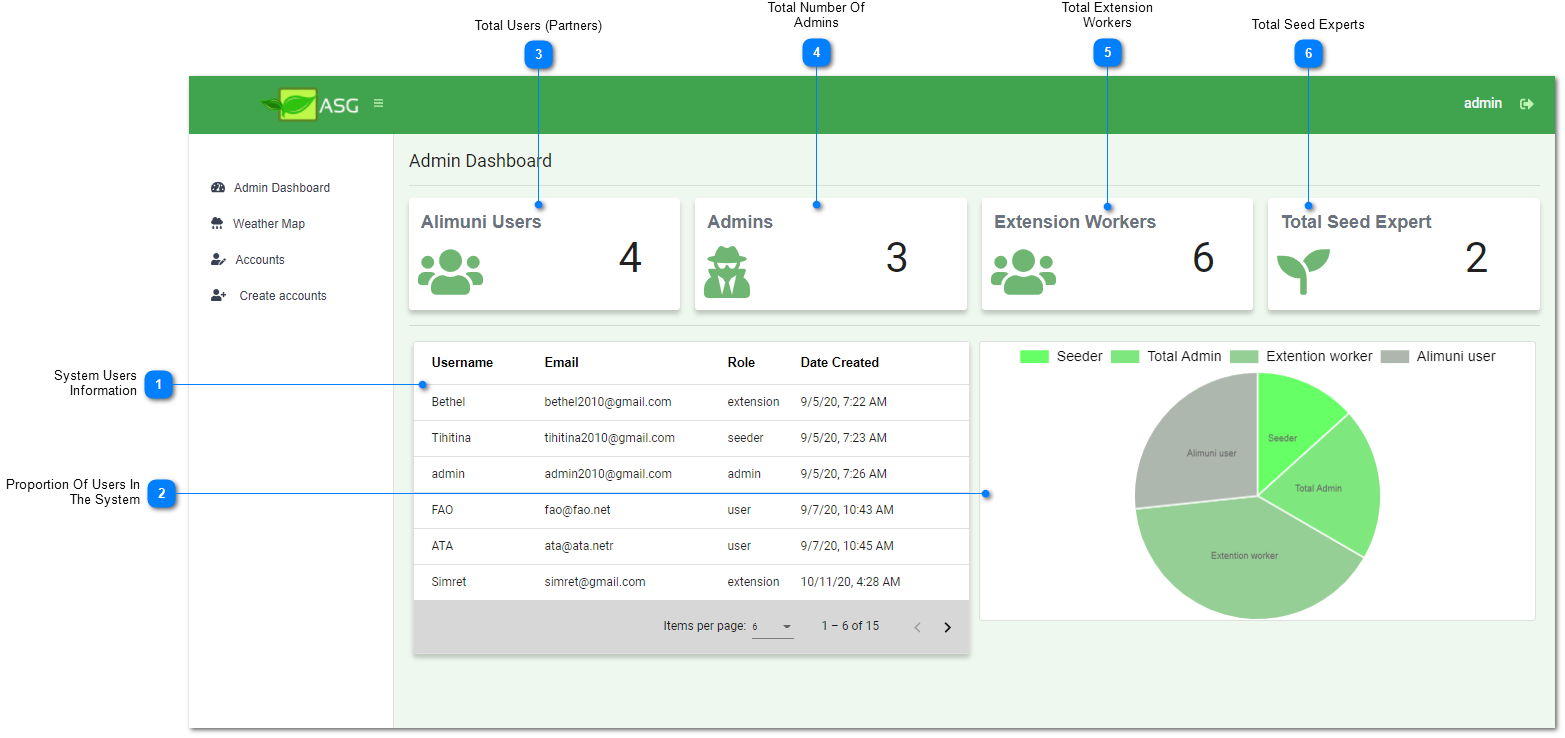 Total Users (Partners)
3
Total Number Of
Admins
4
Total Extension
Workers
5
Total Seed Experts
6
ASG
admin
Admin Dashboard
Weather Map
Accounts
Create accounts
Admin Dashboard
Alimuni Users
4
Admins
3
Extension Workers
6
Total Seed Expert
2
System Users
Information
1
Proportion Of Users In
The System
2
Username Email Role Date Created
Bethel bethel2010@gmail.com extension 9/5/20, 7:22 AM
Tihitina tihitina2010@gmail.com seeder 9/5/20, 7:23 AM
admin admin2010@gmail.com admin 9/5/20, 7:26 AM
FAO fao@fao.net user 9/7/20, 10:43 AM
ATA ata@ata.netr user 9/7/20, 10:45 AM
Simret simret@gmail.com extension 10/11/20, 4:28 AM
Items per page: 6 1 – 6 of 15
Seeder Total Admin Extention worker Alimuni user
Seeder
Alimuni user
Total Admin
Extention worker